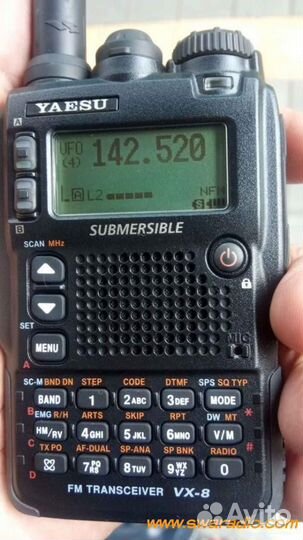 YAESU
A
VFO
(4) 142.520
A L2
NFM
S
B
SUBMERSIBLE
SCAN MHz
SET
MENU
MIC
A
SC-M BND DN STEP CODE DTMF SPS SQ TYP
BAND 1 2ABC 3DEF MODE
B EMG R/H ARTS SKIP RPT DW MT *
HM/RV 4GHI 5JKL 6MNO V/M
C TX PO AF-DUAL SP-ANA SP BNK RADIO #
7PQRS 8TUV 9WXYZ 0
D
FM TRANSCEIVER VX-8
Avito